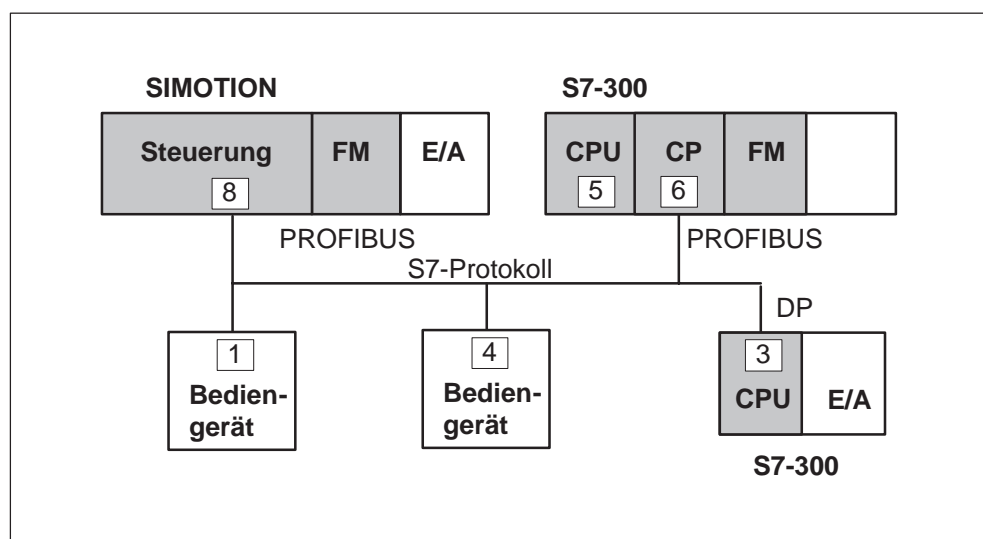 SIMOTION
Steuerung
8
FM
E/A
PROFIBUS
S7-300
CPU
5
CP
6
FM
PROFIBUS
S7-Protokoll
1
Bedien-
gerät
4
Bedien-
gerät
DP
3
CPU
E/A
S7-300